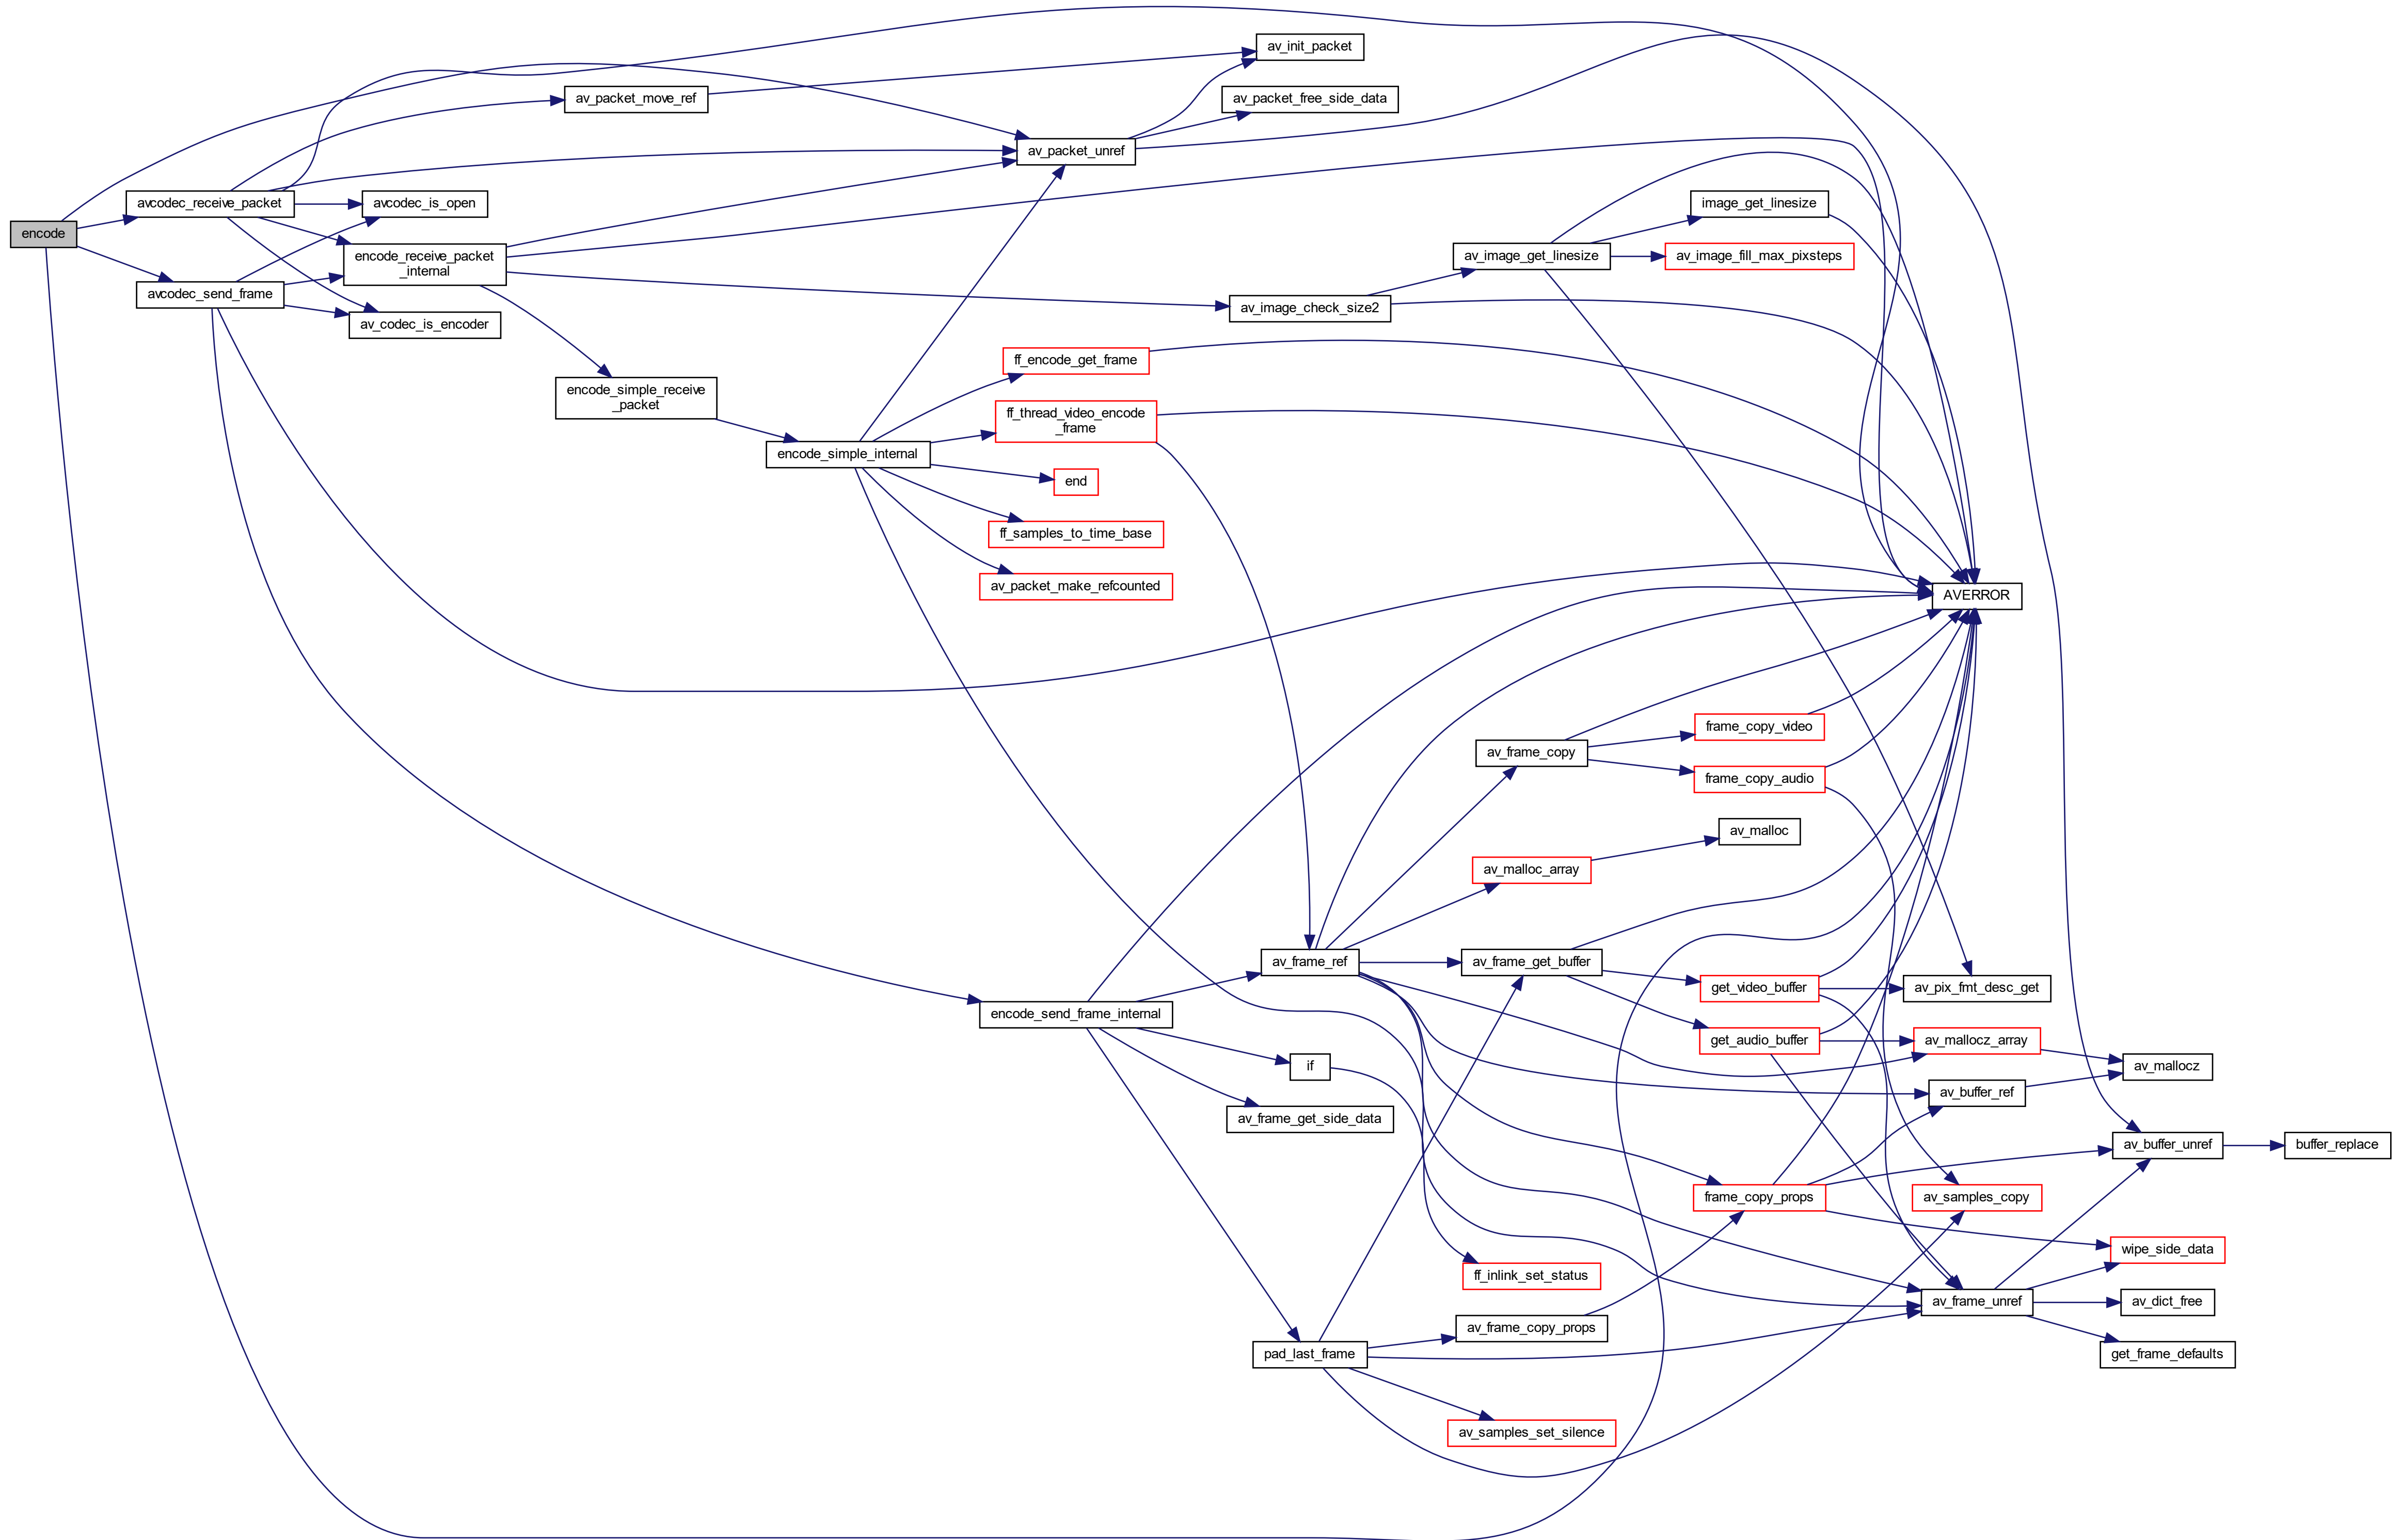 encode
avcodec_receive_packet
avcodec_send_frame
av_packet_move_ref
avcodec_is_open
encode_receive_packet
_internal
av_codec_is_encoder
encode_simple_receive
_packet
encode_simple_internal
av_init_packet
av_packet_free_side_data
av_packet_unref
av_image_check_size2
ff_encode_get_frame
ff_thread_video_encode
_frame
end
ff_samples_to_time_base
av_packet_make_refcounted
av_image_get_linesize
image_get_linesize
av_image_fill_max_pixsteps
AVERROR
av_frame_copy
frame_copy_video
frame_copy_audio
av_malloc
av_malloc_array
av_frame_ref
av_frame_get_buffer
get_video_buffer
av_pix_fmt_desc_get
encode_send_frame_internal
get_audio_buffer
av_mallocz_array
if
av_mallocz
av_buffer_ref
av_frame_get_side_data
av_buffer_unref
buffer_replace
frame_copy_props
av_samples_copy
wipe_side_data
ff_inlink_set_status
av_frame_unref
av_dict_free
av_frame_copy_props
pad_last_frame
get_frame_defaults
av_samples_set_silence